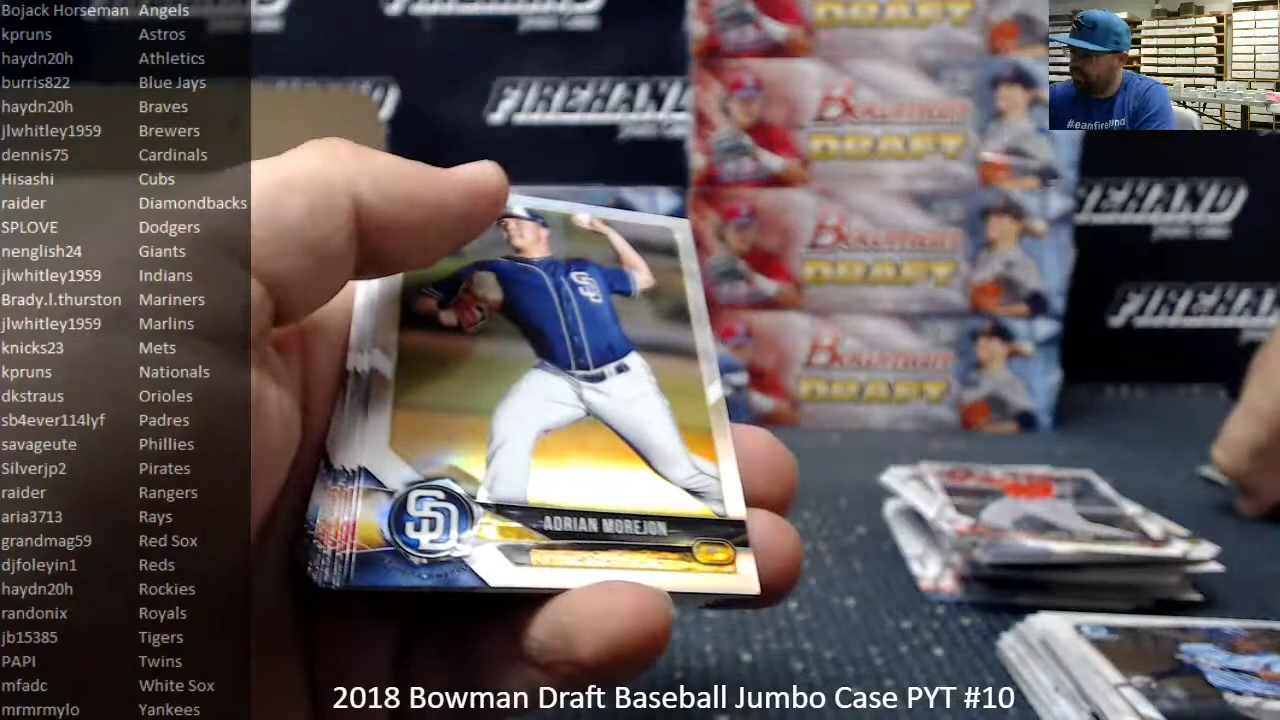 Bojack Horseman Angels
kpruns Astros
haydn20h Athletics
burris822 Blue Jays
haydn20h Braves
jlwhitley1959 Brewers
dennis75 Cardinals
Hisashi Cubs
raider Diamondbacks
SPLOVE Dodgers
nenglish24 Giants
jlwhitley1959 Indians
Brady.l.thurston Mariners
jlwhitley1959 Marlins
knicks23 Mets
kpruns Nationals
dkstraus Orioles
sb4ever114lyf Padres
savageute Phillies
Silverjp2 Pirates
raider Rangers
aria3713 Rays
grandmag59 Red Sox
djfoleyin1 Reds
haydn20h Rockies
randonix Royals
jb15385 Tigers
PAPI Twins
mfadc White Sox
mrmrmylo Yankees
FIREHAND
DRAFT
Bowman
DRAFT
Bowman
DRAFT
Bowman
DRAFT
FIREHAND
FIREHAND
SD
SD
ADRIAN MOREJON
2018 Bowman Draft Baseball Jumbo Case PYT #10